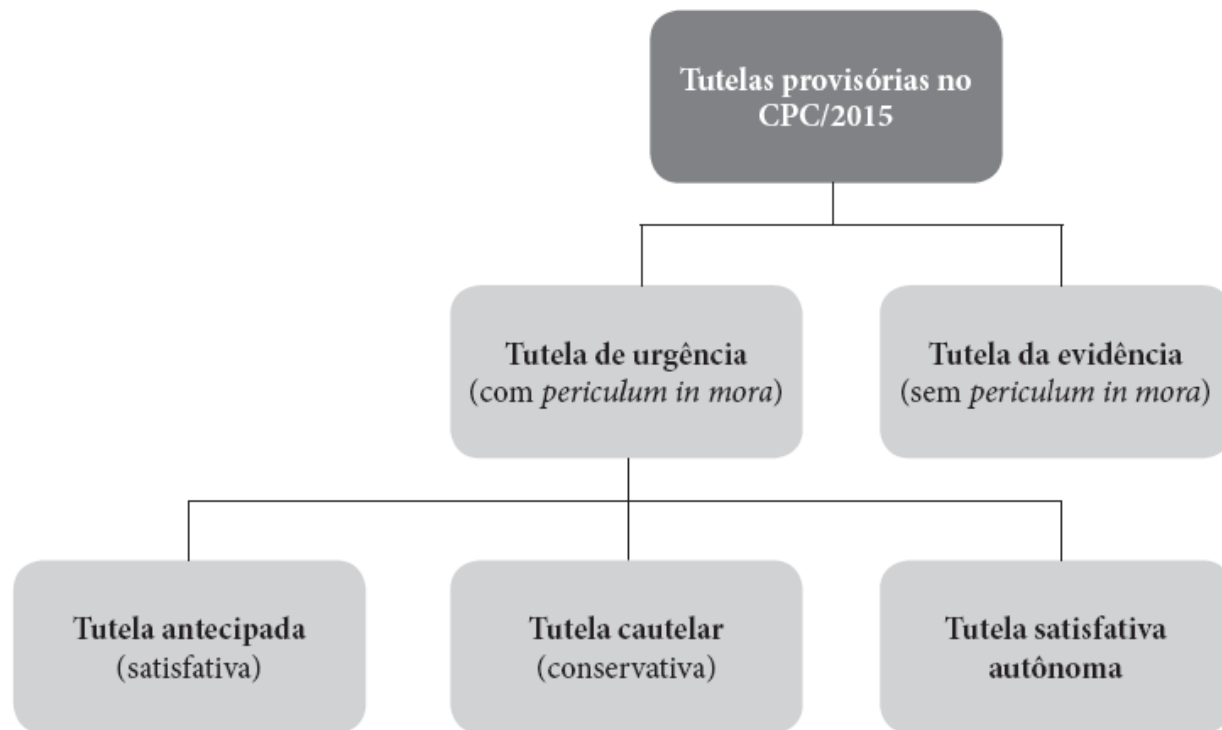 Tutelas provisórias no
CPC/2015
Tutela de urgência
(com periculum in mora)
Tutela da evidência
(sem periculum in mora)
Tutela antecipada
(satisfativa)
Tutela cautelar
(conservativa)
Tutela satisfativa
autônoma